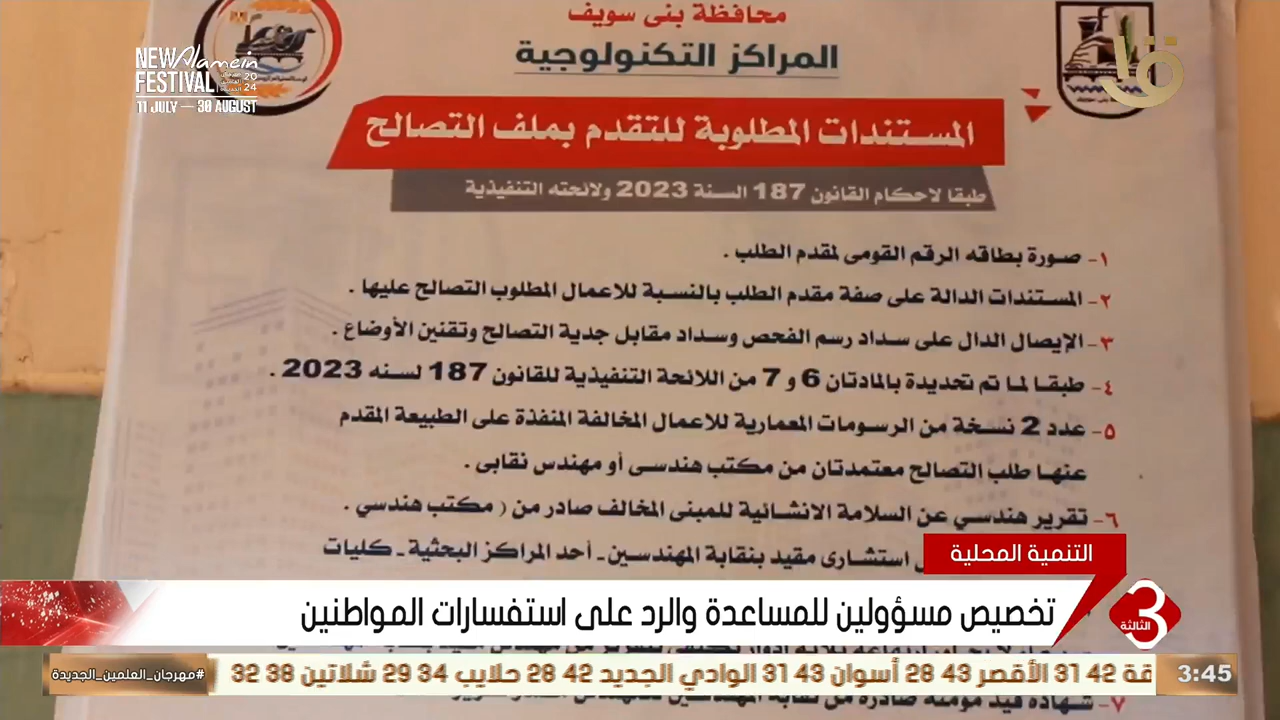 محافظة بنى سويف
المراكز التكنولوجية
NEW Alamein
FESTIVAL
2024
11 JULY — 30 AUGUST
المستندات المطلوبة للتقدم بملف التصالح
طبقا لاحكام القانون 187 السنة 2023 ولائحته التنفيذية
١- صورة بطاقه الرقم القومى لمقدم الطلب .
٢- المستندات الدالة على صفة مقدم الطلب بالنسبة للاعمال المطلوب التصالح عليها .
٣- الإيصال الدال على سداد رسم الفحص وسداد مقابل جدية التصالح وتقنين الأوضاع .
٤- طبقا لما تم تحديدة بالمادتان 6 و 7 من اللائحة التنفيذية للقانون 187 لسنه 2023 .
٥- عدد 2 نسخة من الرسومات المعمارية للاعمال المخالفة المنفذة على الطبيعة المقدم
عنها طلب التصالح معتمدتان من مكتب هندسى أو مهندس نقابى .
٦- تقرير هندسي عن السلامة الانشائية للمبنى المخالف صادر من ( مكتب هندسي .
استشارى مقيد بنقابة المهندسين - أحد المراكز البحثية - كليات
التنمية المحلية
تخصيص مسؤولين للمساعدة والرد على استفسارات المواطنين
3 الثالثة
قة 42 31 الأقصر 43 28 أسوان 43 31 الوادي الجديد 42 28 حلايب 34 29 شلاتين 38 32
#مهرجان_العلمين_الجديدة
3:45